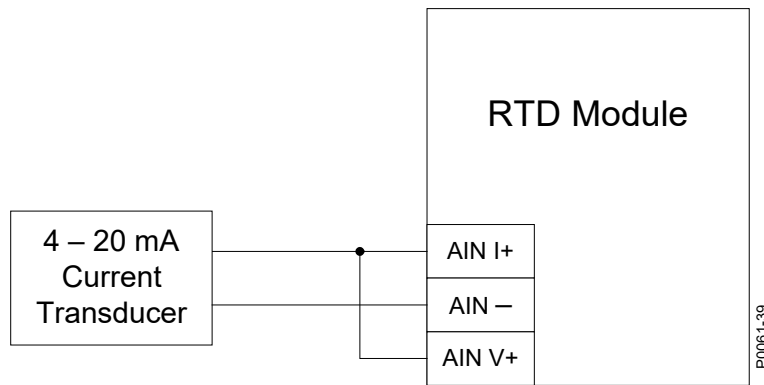 RTD Module
4 – 20 mA
Current
Transducer
AIN I+
AIN –
AIN V+
P0061-39